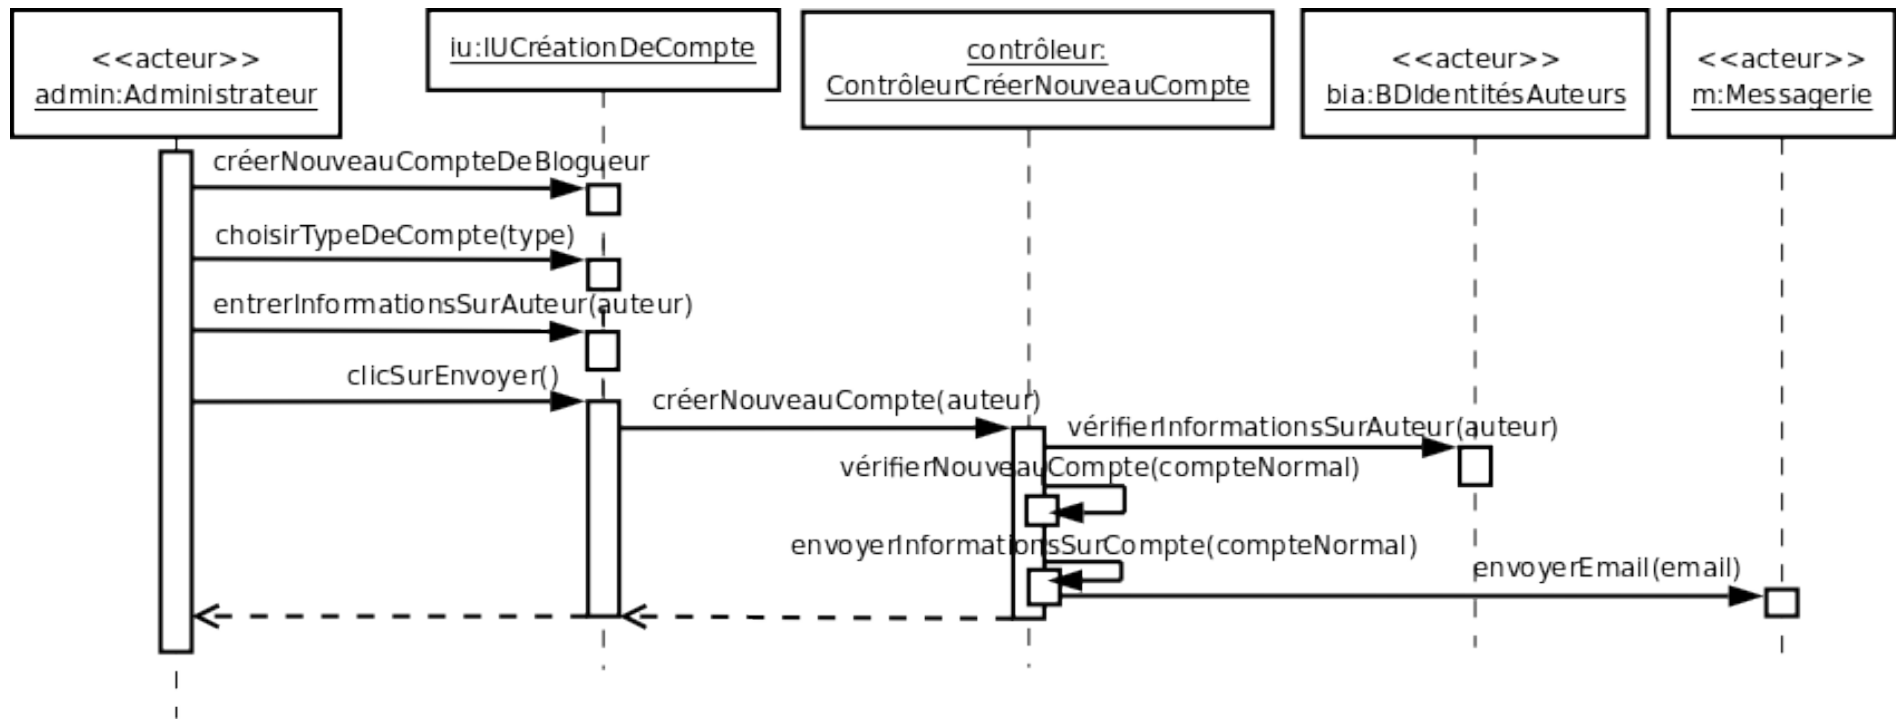 <<acteur>>
admin:Administrateur
iu:IUCréationDeCompte
contrôleur:
ContrôleurCréerNouveauCompte
<<acteur>>
bia:BDIdentitésAuteurs
<<acteur>>
m:Messagerie
créerNouveauCompteDeBlogueur
choisirTypeDeCompte(type)
entrerInformationsSurAuteur(auteur)
clicSurEnvoyer()
créerNouveauCompte(auteur)
vérifierInformationsSurAuteur(auteur)
vérifierNouveauCompte(compteNormal)
envoyerInformationsSurCompte(compteNormal)
envoyerEmail(email)